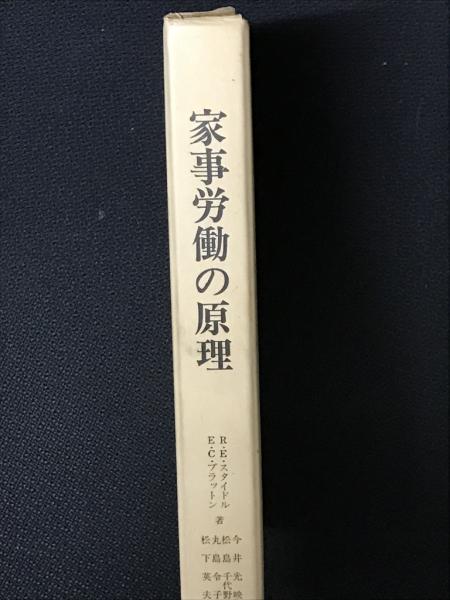 家事労働の原理
R・E・スタイドル
E・C・ブラットン
著
今井光映
松島千代野
丸島令子
松下英夫